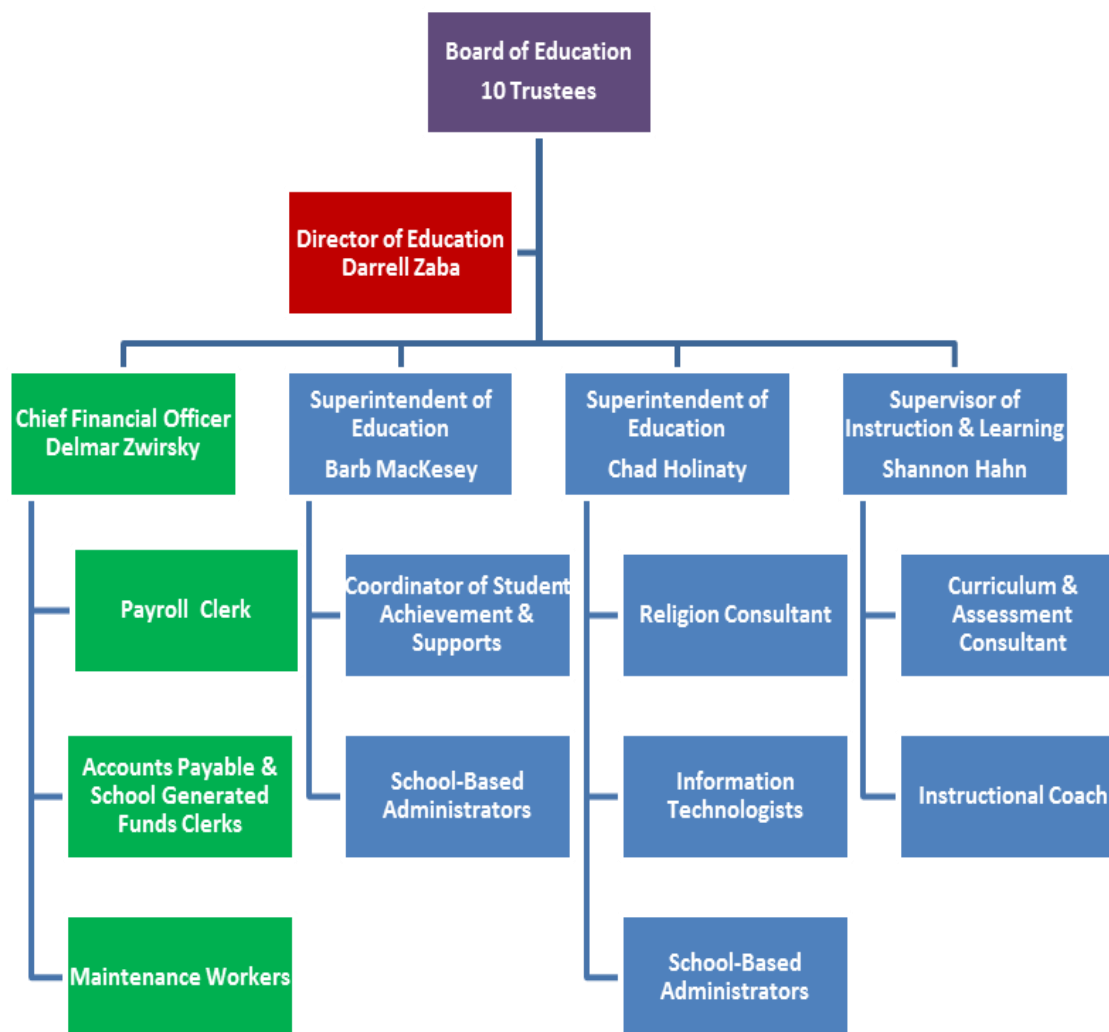 Board of Education
10 Trustees
Director of Education
Darrell Zaba
Chief Financial Officer
Delmar Zwirsky
Superintendent of
Education
Barb MacKesey
Superintendent of
Education
Chad Holinaty
Supervisor of
Instruction & Learning
Shannon Hahn
Payroll Clerk
Coordinator of Student
Achievement &
Supports
Religion Consultant
Curriculum &
Assessment
Consultant
Accounts Payable &
School Generated
Funds Clerks
School-Based
Administrators
Information
Technologists
Instructional Coach
Maintenance Workers
School-Based
Administrators